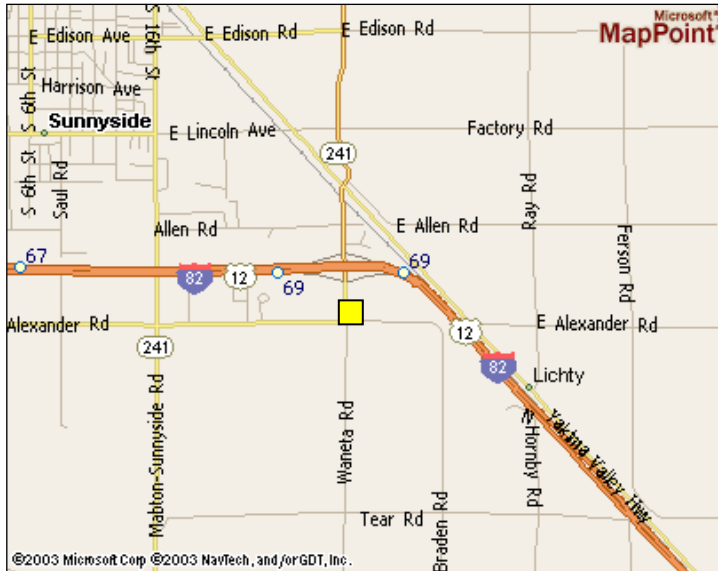 Microsoft®
MapPoint®
E Edison Ave
S 16th St
E Edison Rd
E Edison Rd
S 6th St
Harrison Ave
Sunnyside
E Lincoln Ave
Factory Rd
241
S 6th St
Saul Rd
Ray Rd
Allen Rd
E Allen Rd
Ferson Rd
67
82
12
69
69
Alexander Rd
12
E Alexander Rd
241
82
Lichty
Mabton-Sunnyside Rd
Waneta Rd
N Hornby Rd
Yakima Valley Hwy
Tear Rd
Braden Rd
©2003 Microsoft Corp ©2003 NavTech, and/or GDT, Inc.